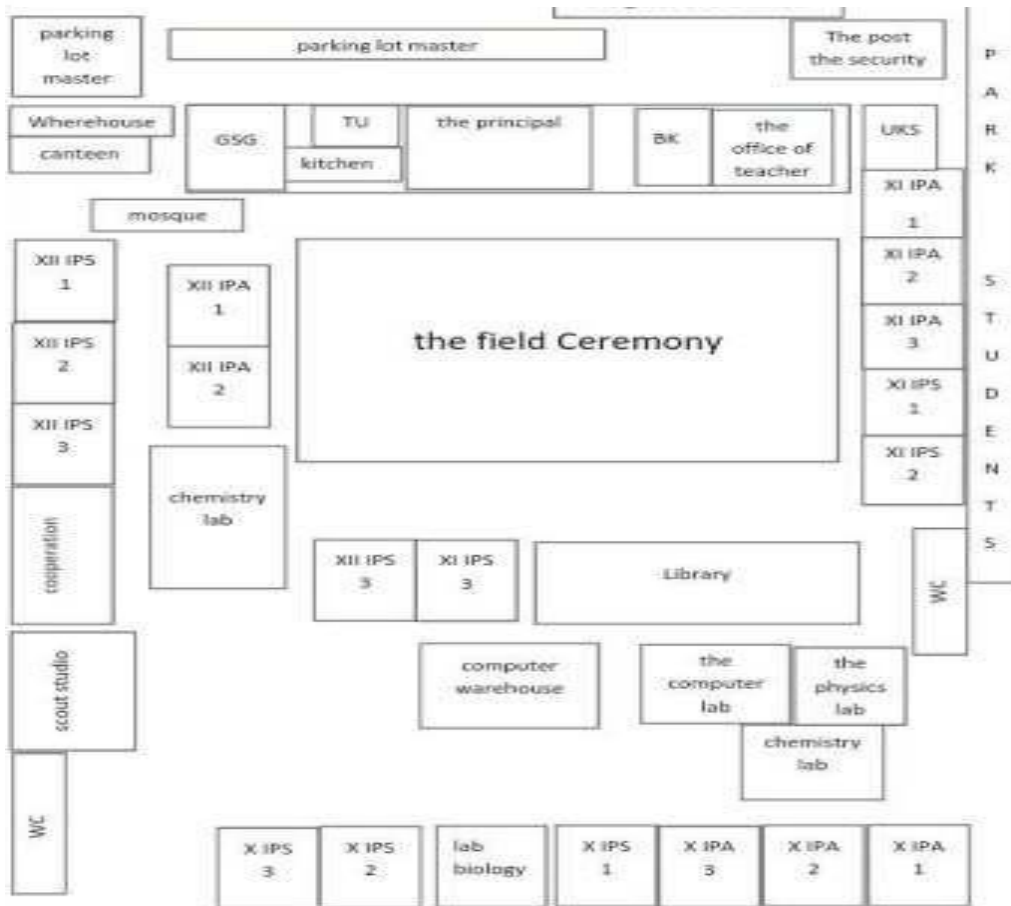 parking
lot
master
parking lot master
The post
the security
P
A
R
K
S
T
U
D
E
N
T
S
Wherehouse
canteen
GSG
TU
kitchen
the principal
BK
the
office of
teacher
UKS
mosque
XI IPA
1
XI IPA
2
XI IPA
3
XI IPS
1
XI IPS
2
XII IPS
1
XII IPS
2
XII IPS
3
XII IPA
1
XII IPA
2
the field Ceremony
chemistry
lab
cooperation
XII IPS
3
XI IPS
3
Library
WC
scout studio
computer
warehouse
the
computer
lab
the
physics
lab
chemistry
lab
WC
X IPS
3
X IPS
2
lab
biology
X IPS
1
X IPA
3
X IPA
2
X IPA
1